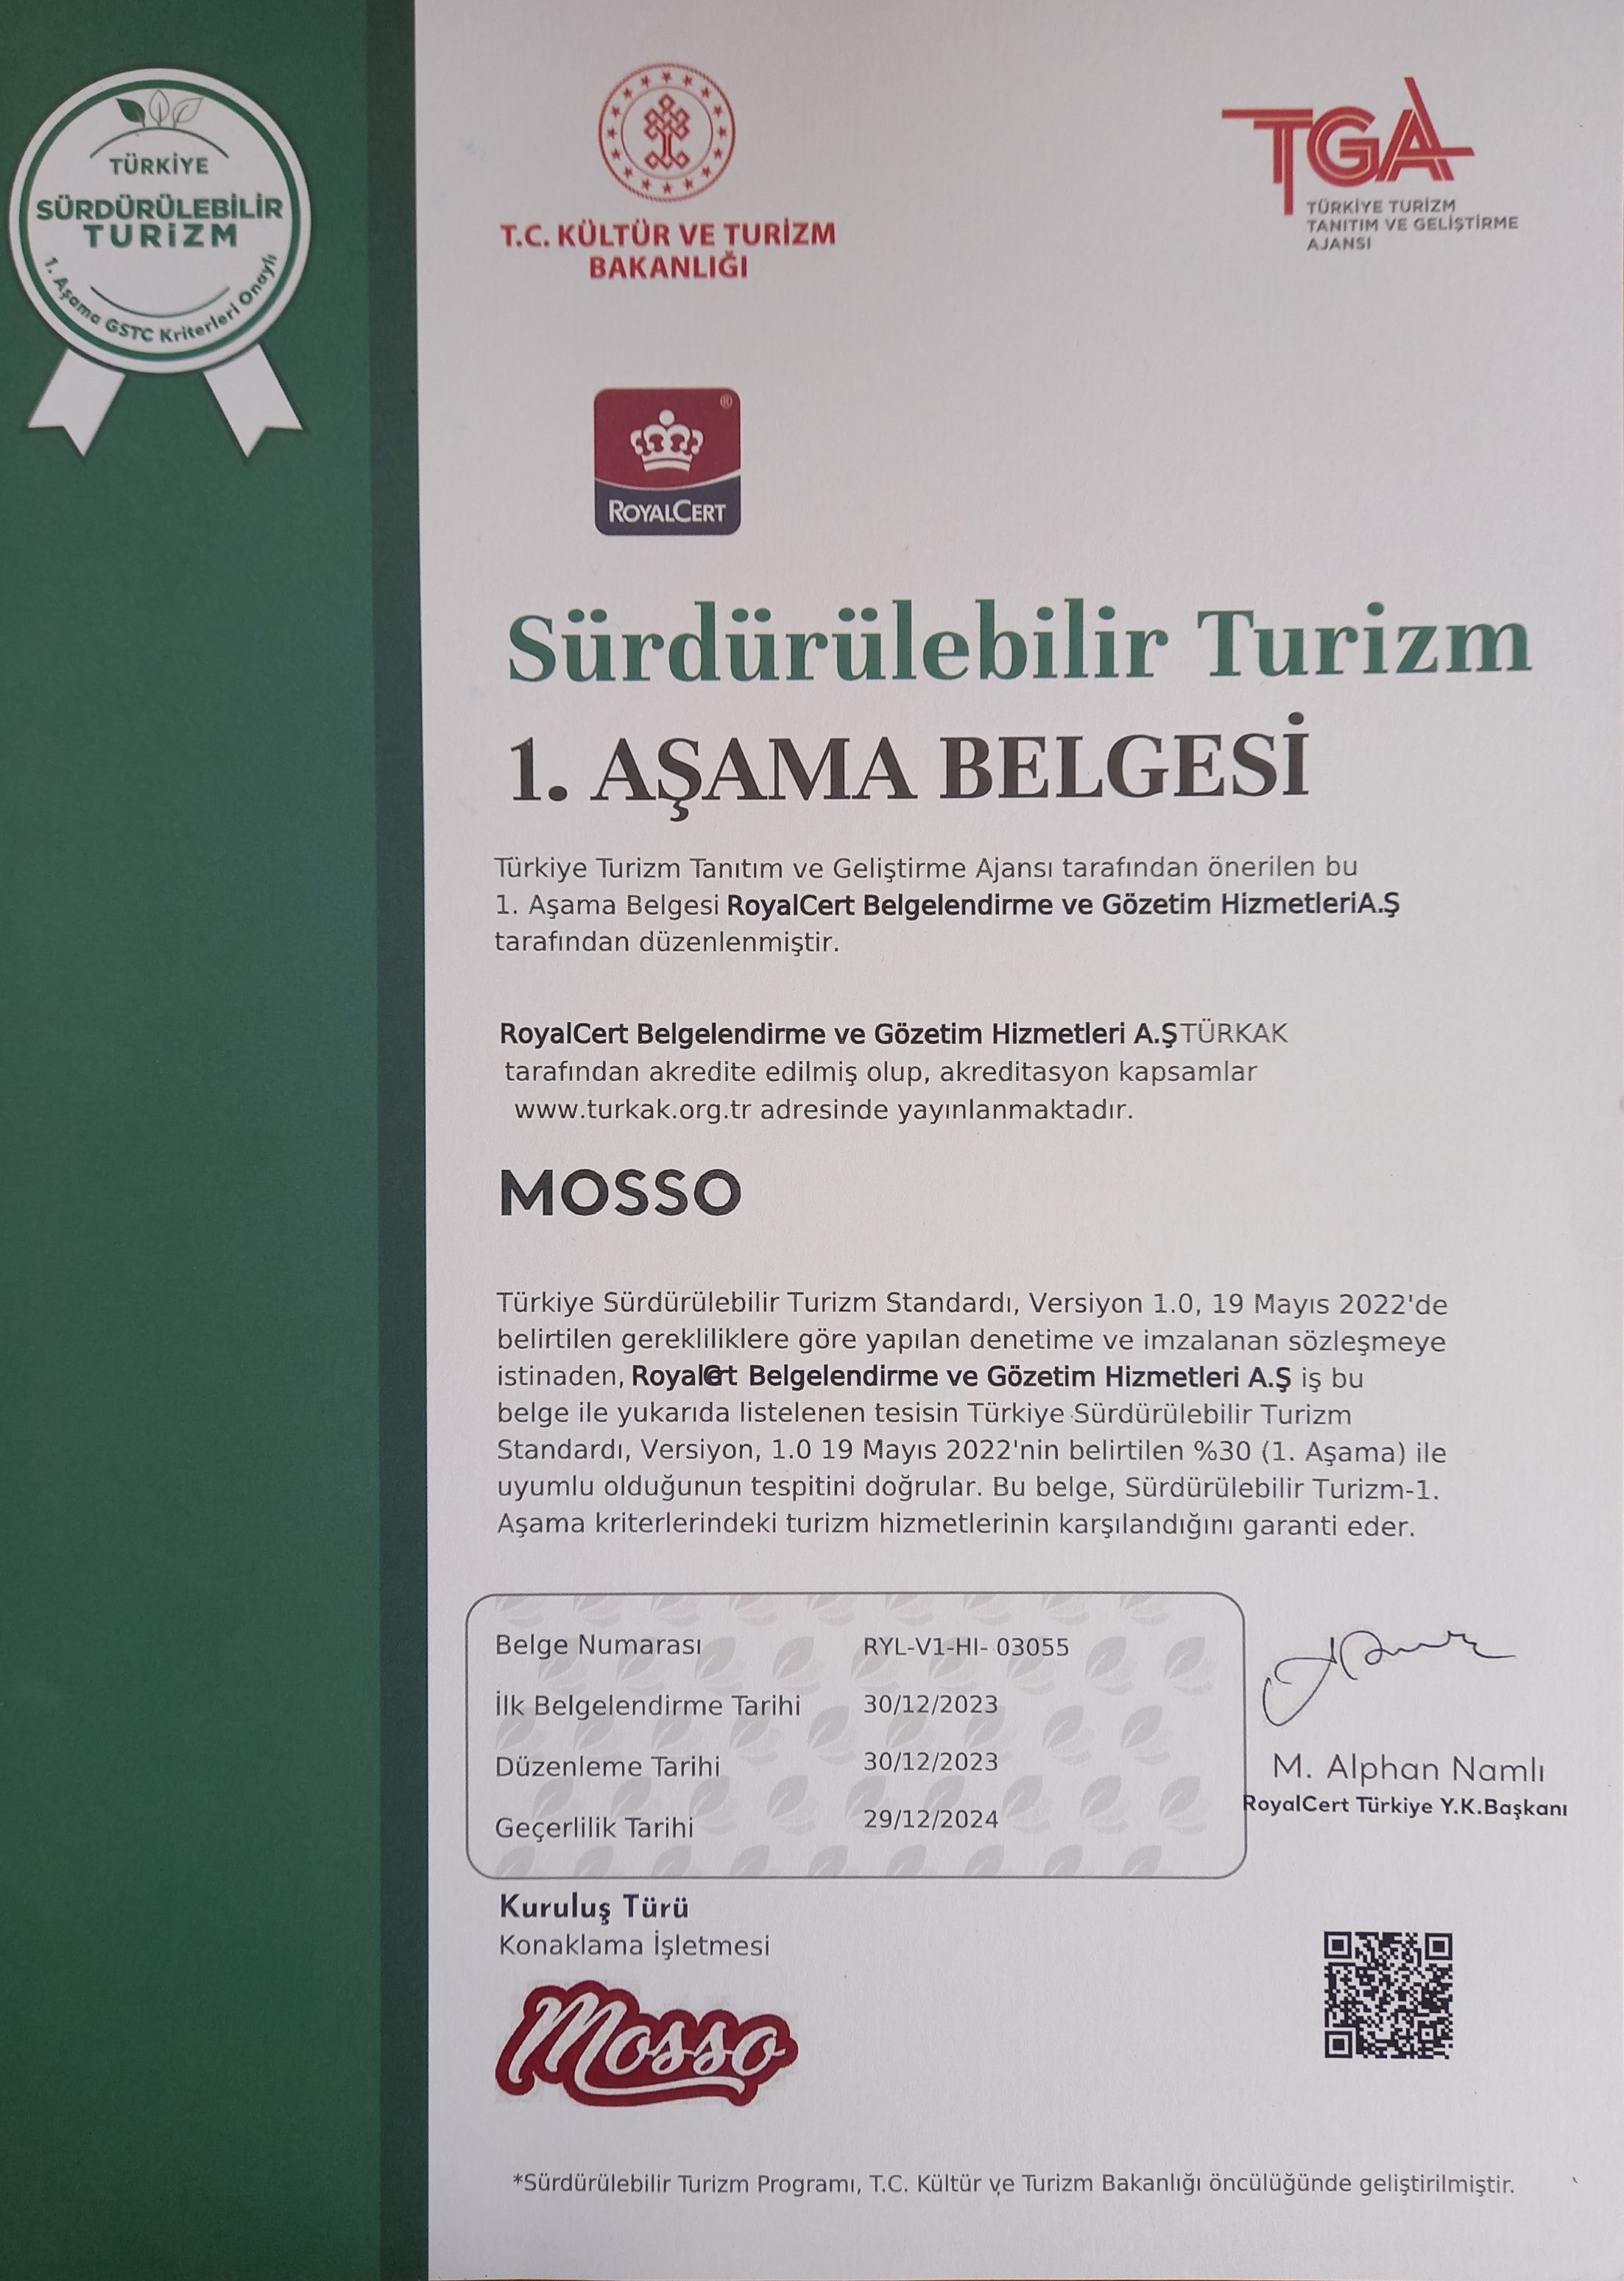 TÜRKİYE
SÜRDÜRÜLEBİLİR
TURİZM
1. Aşama GSTC Kriterleri Onaylı
T.C. KÜLTÜR VE TURİZM
BAKANLIĞI
TGA
TÜRKİYE TURİZM
TANITIM VE GELİŞTİRME
AJANSI
®
ROYALCERT
Sürdürülebilir Turizm
1. AŞAMA BELGESİ
Türkiye Turizm Tanıtım ve Geliştirme Ajansı tarafından önerilen bu
1. Aşama Belgesi RoyalCert Belgelendirme ve Gözetim HizmetleriA.Ş
tarafından düzenlenmiştir.
RoyalCert Belgelendirme ve Gözetim Hizmetleri A.ŞTÜRKAK
tarafından akredite edilmiş olup, akreditasyon kapsamlar
www.turkak.org.tr adresinde yayınlanmaktadır.
MOSSO
Türkiye Sürdürülebilir Turizm Standardı, Versiyon 1.0, 19 Mayıs 2022'de
belirtilen gerekliliklere göre yapılan denetime ve imzalanan sözleşmeye
istinaden, RoyalCert Belgelendirme ve Gözetim Hizmetleri A.Ş iş bu
belge ile yukarıda listelenen tesisin Türkiye Sürdürülebilir Turizm
Standardı, Versiyon, 1.0 19 Mayıs 2022'nin belirtilen %30 (1. Aşama) ile
uyumlu olduğunun tespitini doğrular. Bu belge, Sürdürülebilir Turizm-1.
Aşama kriterlerindeki turizm hizmetlerinin karşılandığını garanti eder.
Belge Numarası RYL-V1-HI- 03055
İlk Belgelendirme Tarihi 30/12/2023
Düzenleme Tarihi 30/12/2023
Geçerlilik Tarihi 29/12/2024
M. Alphan Namlı
RoyalCert Türkiye Y.K.Başkanı
Kuruluş Türü
Konaklama İşletmesi
Mosso
*Sürdürülebilir Turizm Programı, T.C. Kültür ve Turizm Bakanlığı öncülüğünde geliştirilmiştir.